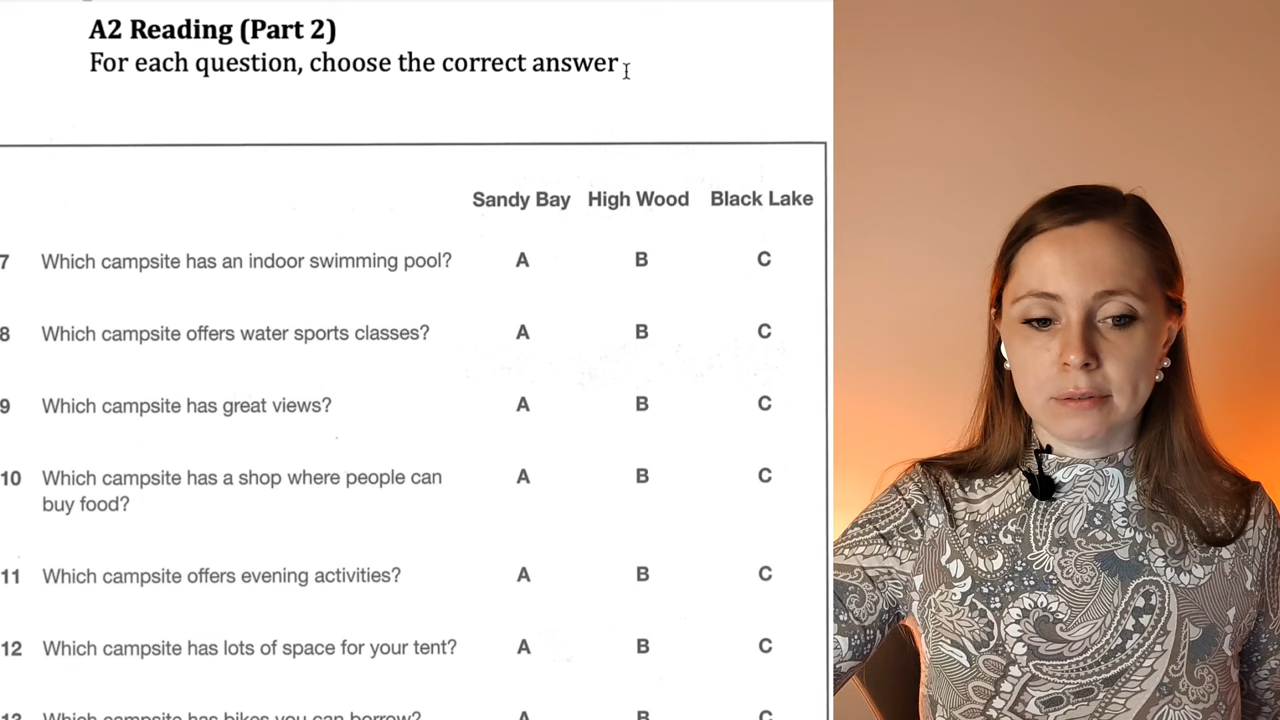 A2 Reading (Part 2)
For each question, choose the correct answer
Sandy Bay High Wood Black Lake
7 Which campsite has an indoor swimming pool? A B C
8 Which campsite offers water sports classes? A B C
9 Which campsite has great views? A B C
10 Which campsite has a shop where people can
buy food? A B C
11 Which campsite offers evening activities? A B C
12 Which campsite has lots of space for your tent? A B C
13 Which campsite has bikes you can borrow? A B C